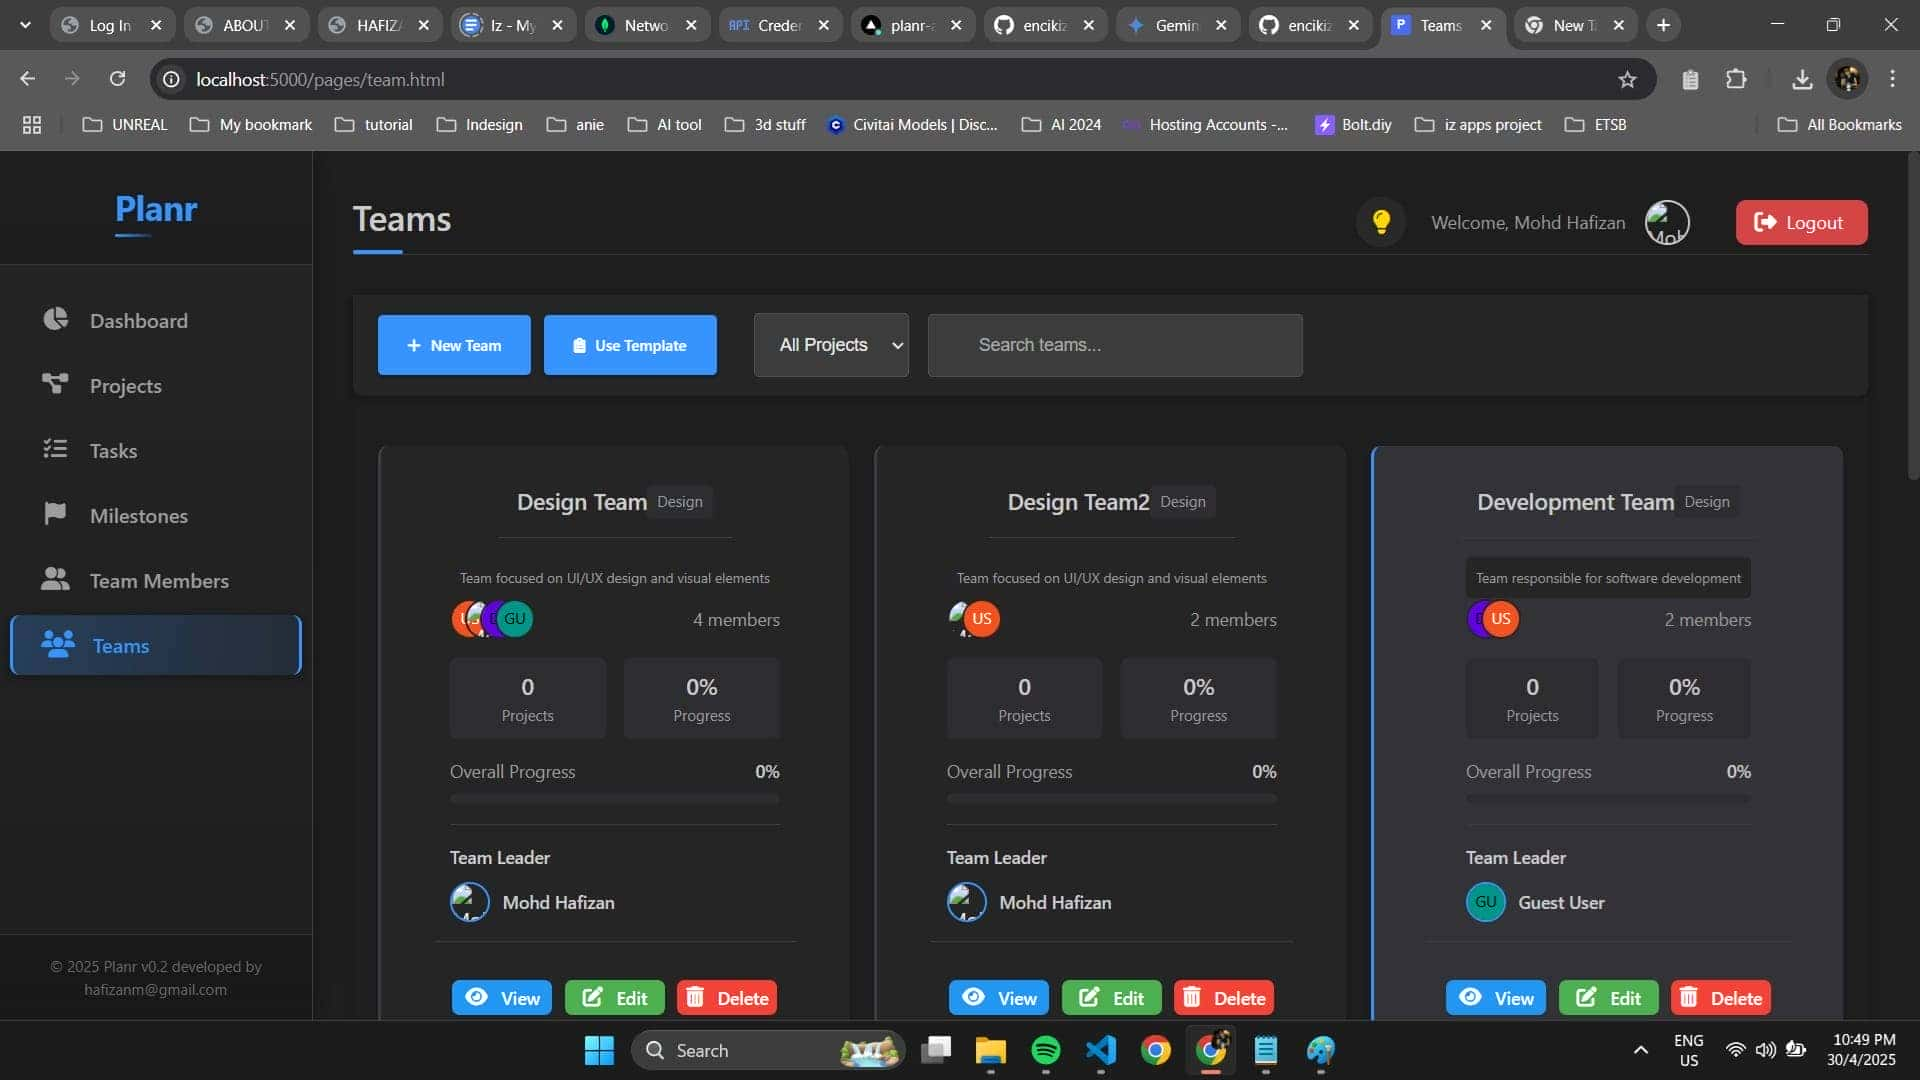 Log In
ABOU
HAFIZ
Iz - My
Netwo
API Creder
planr-
enciki
Gemin
enciki
P Teams
New T
localhost:5000/pages/team.html
UNREAL My bookmark tutorial Indesign anie AI tool 3d stuff Civitai Models | Disc... AI 2024 Hosting Accounts -... Bolt.diy iz apps project ETSB All Bookmarks
Planr
Dashboard
Projects
Tasks
Milestones
Team Members
Teams
© 2025 Planr v0.2 developed by
hafizanm@gmail.com
Teams
Welcome, Mohd Hafizan
Logout
New Team
Use Template
All Projects
Search teams...
Design Team Design
Team focused on UI/UX design and visual elements
GU
4 members
0
Projects
0%
Progress
Overall Progress 0%
Team Leader
Mohd Hafizan
View Edit Delete
Design Team2 Design
Team focused on UI/UX design and visual elements
US
2 members
0
Projects
0%
Progress
Overall Progress 0%
Team Leader
Mohd Hafizan
View Edit Delete
Development Team Design
Team responsible for software development
US
2 members
0
Projects
0%
Progress
Overall Progress 0%
Team Leader
GU Guest User
View Edit Delete
Search
ENG
US
10:49 PM
30/4/2025